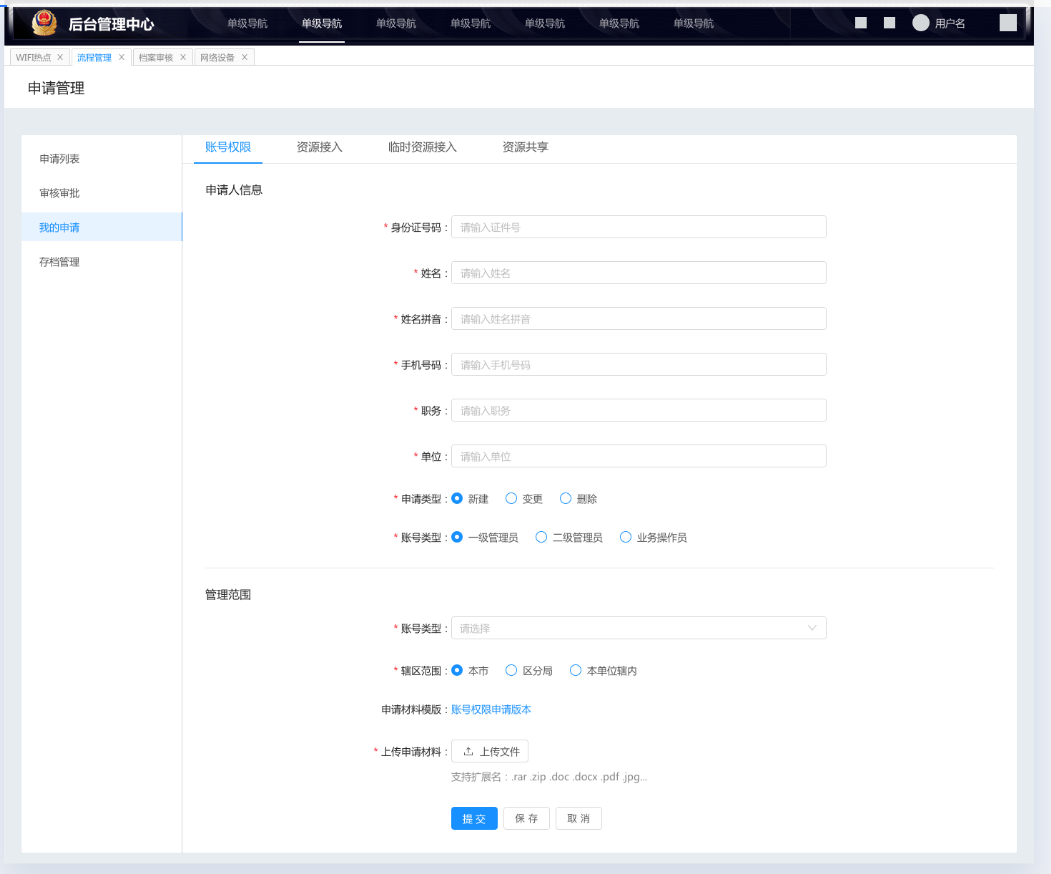 后台管理中心 单级导航 单级导航 单级导航 单级导航 单级导航 单级导航 单级导航 用户名
WIFI热点 × 流程管理 × 档案审核 × 网络设备 ×
申请管理
申请列表
审核审批
我的申请
存档管理
账号权限 资源接入 临时资源接入 资源共享
申请人信息
* 身份证号码 : 请输入证件号
* 姓名 : 请输入姓名
* 姓名拼音 : 请输入姓名拼音
* 手机号码 : 请输入手机号码
* 职务 : 请输入职务
* 单位 : 请输入单位
* 申请类型 : 新建 变更 删除
* 账号类型 : 一级管理员 二级管理员 业务操作员
管理范围
* 账号类型 : 请选择
* 辖区范围 : 本市 区分局 本单位辖内
申请材料模版 : 账号权限申请版本
* 上传申请材料 : 上传文件
支持扩展名 : .rar .zip .doc .docx .pdf .jpg...
提 交 保 存 取 消